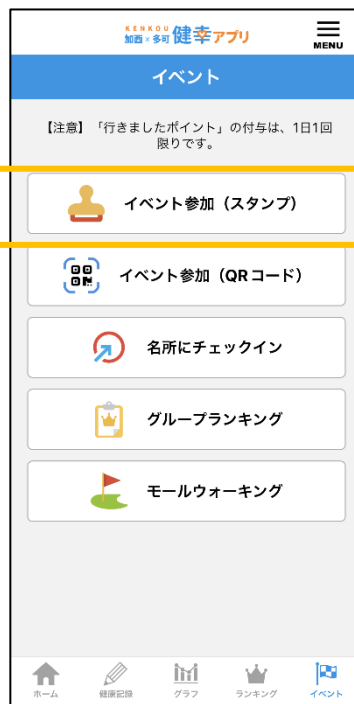 KENKOU
加西×多可 健幸アプリ
MENU
イベント
【注意】「行きましたポイント」の付与は、1日1回
限りです。
イベント参加（スタンプ）
イベント参加（QRコード）
名所にチェックイン
グループランキング
モールウォーキング
ホーム 健康記録 グラフ ランキング イベント